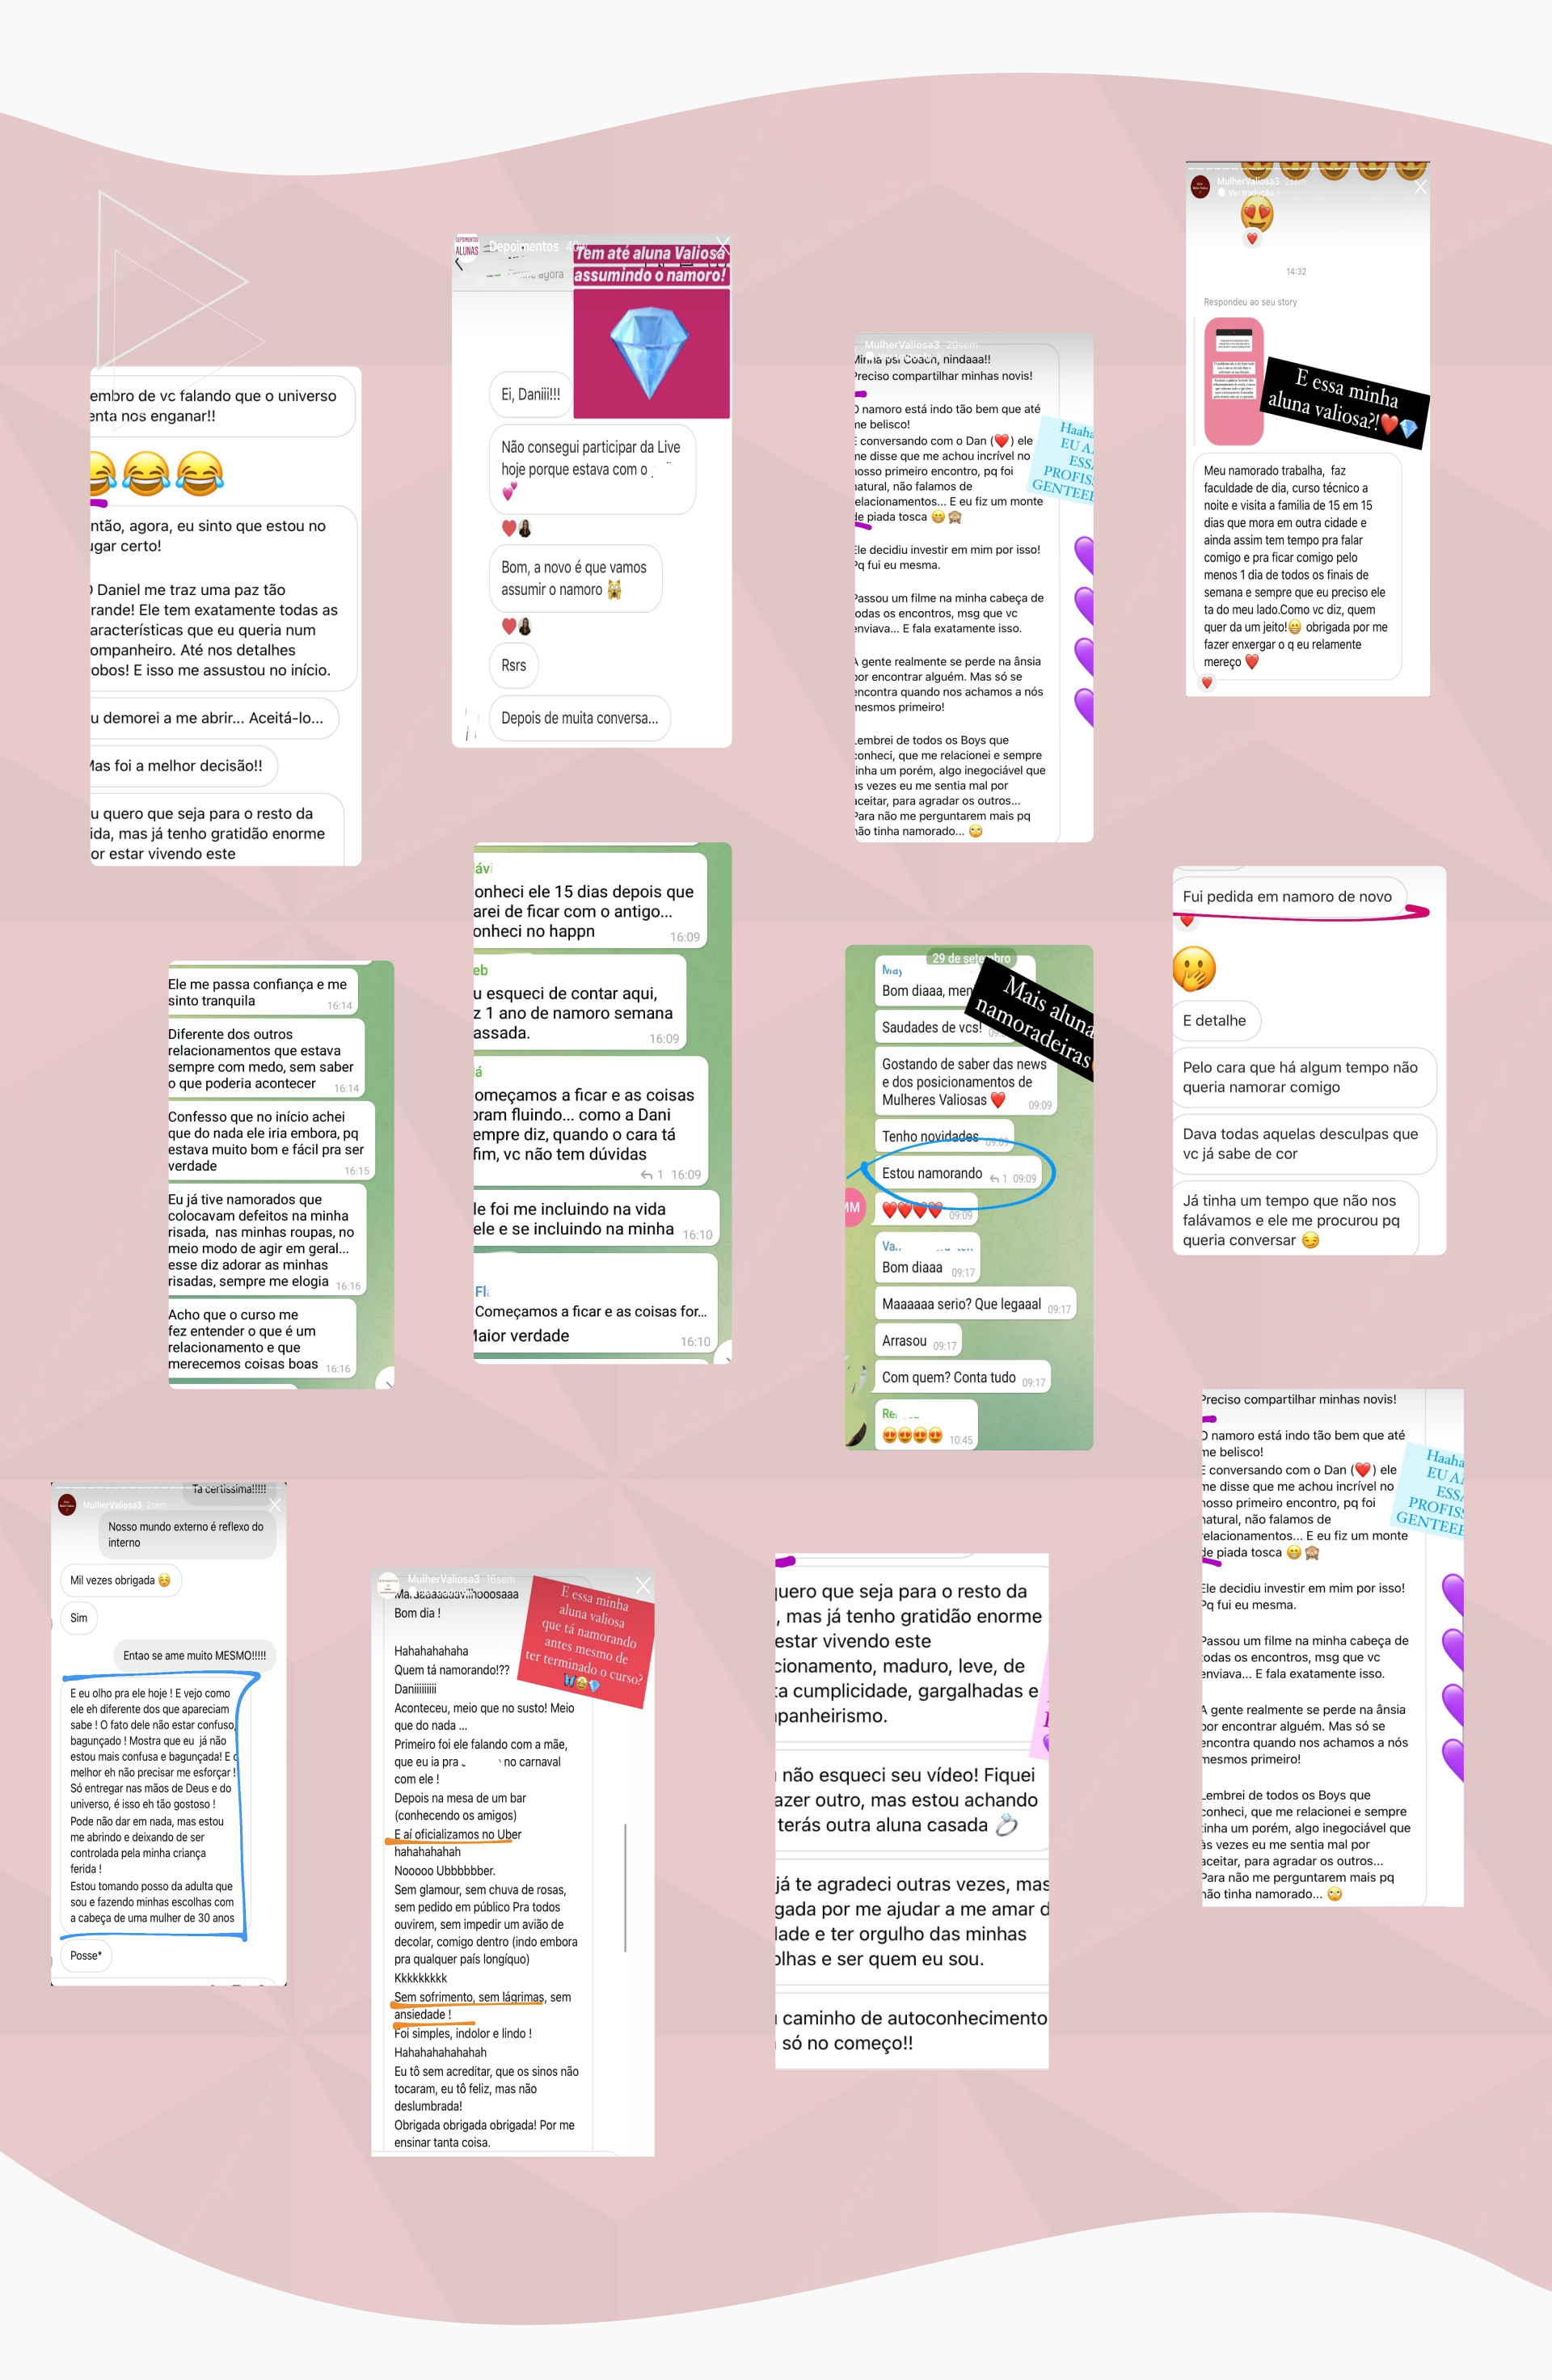 embro de vc falando que o universo
enta nos enganar!!
ntão, agora, eu sinto que estou no
ugar certo!
O Daniel me traz uma paz tão
rande! Ele tem exatamente todas as
aracterísticas que eu queria num
ompanheiro. Até nos detalhes
obos! E isso me assustou no início.
u demorei a me abrir... Aceitá-lo...
Mas foi a melhor decisão!!
u quero que seja para o resto da
ida, mas já tenho gratidão enorme
or estar vivendo este
DEPOIMENTOS
ALUNAS
Depoimentos
agora
Tem até aluna Valiosa
assumindo o namoro!
Ei, Daniii!!!
Não consegui participar da Live
hoje porque estava com o
💕
Bom, a novo é que vamos
assumir o namoro 🙀
Rsrs
Depois de muita conversa...
MulherValiosa3 29sem
Minha psi Coach, nindaaa!!
Preciso compartilhar minhas novis!
O namoro está indo tão bem que até
me belisco!
E conversando com o Dan (❤️) ele
me disse que me achou incrível no
nosso primeiro encontro, pq foi
natural, não falamos de
relacionamentos... E eu fiz um monte
de piada tosca 😁🙈
Ele decidiu investir em mim por isso!
Pq fui eu mesma.
Passou um filme na minha cabeça de
todas os encontros, msg que vc
enviava... E fala exatamente isso.
A gente realmente se perde na ânsia
por encontrar alguém. Mas só se
encontra quando nos achamos a nós
mesmos primeiro!
Lembrei de todos os Boys que
conheci, que me relacionei e sempre
tinha um porém, algo inegociável que
as vezes eu me sentia mal por
aceitar, para agradar os outros...
Para não me perguntarem mais pq
não tinha namorado... 🙄
Haaha
EU A
ESS
PROFIS
GENTEEE
MulherValiosa3 2sem
Ver tradução >
14:32
Respondeu ao seu story
E essa minha
aluna valiosa?!❤️💎
Meu namorado trabalha, faz
faculdade de dia, curso técnico a
noite e visita a familia de 15 em 15
dias que mora em outra cidade e
ainda assim tem tempo pra falar
comigo e pra ficar comigo pelo
menos 1 dia de todos os finais de
semana e sempre que eu preciso ele
ta do meu lado.Como vc diz, quem
quer da um jeito!😁 obrigada por me
fazer enxergar o q eu relamente
mereço ❤️
Ele me passa confiança e me
sinto tranquila 16:14
Diferente dos outros
relacionamentos que estava
sempre com medo, sem saber
o que poderia acontecer 16:14
Confesso que no início achei
que do nada ele iria embora, pq
estava muito bom e fácil pra ser
verdade 16:15
Eu já tive namorados que
colocavam defeitos na minha
risada, nas minhas roupas, no
meio modo de agir em geral...
esse diz adorar as minhas
risadas, sempre me elogia 16:16
Acho que o curso me
fez entender o que é um
relacionamento e que
merecemos coisas boas 16:16
ávi
onheci ele 15 dias depois que
arei de ficar com o antigo...
onheci no happn 16:09
eb
u esqueci de contar aqui,
z 1 ano de namoro semana
assada. 16:09
á
omeçamos a ficar e as coisas
oram fluindo... como a Dani
empre diz, quando o cara tá
fim, vc não tem dúvidas
1 16:09
le foi me incluindo na vida
ele e se incluindo na minha 16:10
Flá
Começamos a ficar e as coisas for...
Maior verdade 16:10
29 de setembro
May
Bom diaaa, men
Saudades de vcs!
Mais aluna
namoradeiras
Gostando de saber das news
e dos posicionamentos de
Mulheres Valiosas ❤️ 09:09
Tenho novidades 09:09
Estou namorando 1 09:09
❤️❤️❤️❤️ 09:09
MM
Va
Bom diaaa 09:17
Maaaaaa serio? Que legaaal 09:17
Arrasou 09:17
Com quem? Conta tudo 09:17
Re
😍😍😍😍 10:45
Fui pedida em namoro de novo
E detalhe
Pelo cara que há algum tempo não
queria namorar comigo
Dava todas aquelas desculpas que
vc já sabe de cor
Já tinha um tempo que não nos
falávamos e ele me procurou pq
queria conversar 😏
MulherValiosa3 2sem
Ta certissima!!!!!
Nosso mundo externo é reflexo do
interno
Mil vezes obrigada ☺️
Sim
Entao se ame muito MESMO!!!!!
E eu olho pra ele hoje ! E vejo como
ele eh diferente dos que apareciam
sabe ! O fato dele não estar confuso,
bagunçado ! Mostra que eu já não
estou mais confusa e bagunçada! E o
melhor eh não precisar me esforçar !
Só entregar nas mãos de Deus e do
universo, é isso eh tão gostoso !
Pode não dar em nada, mas estou
me abrindo e deixando de ser
controlada pela minha criança
ferida !
Estou tomando posso da adulta que
sou e fazendo minhas escolhas com
a cabeça de uma mulher de 30 anos
Posse*
MulherValiosa3 16sem
Bom dia !
E essa minha
aluna valiosa
que tá namorando
antes mesmo de
ter terminado o curso?
🦋🤩💎
Hahahahahaha
Quem tá namorando!??
Daniiiiiiiii
Aconteceu, meio que no susto! Meio
que do nada ...
Primeiro foi ele falando com a mãe,
que eu ia pra no carnaval
com ele !
Depois na mesa de um bar
(conhecendo os amigos)
E aí oficializamos no Uber
hahahahahah
Nooooo Ubbbbbber.
Sem glamour, sem chuva de rosas,
sem pedido em público Pra todos
ouvirem, sem impedir um avião de
decolar, comigo dentro (indo embora
pra qualquer país longíquo)
Kkkkkkkkk
Sem sofrimento, sem lágrimas, sem
ansiedade !
Foi simples, indolor e lindo !
Hahahahahahahah
Eu tô sem acreditar, que os sinos não
tocaram, eu tô feliz, mas não
deslumbrada!
Obrigada obrigada obrigada! Por me
ensinar tanta coisa.
quero que seja para o resto da
, mas já tenho gratidão enorme
estar vivendo este
cionamento, maduro, leve, de
ta cumplicidade, gargalhadas e
panheirismo.
não esqueci seu vídeo! Fiquei
azer outro, mas estou achando
terás outra aluna casada 💍
já te agradeci outras vezes, mas
gada por me ajudar a me amar d
lade e ter orgulho das minhas
olhas e ser quem eu sou.
caminho de autoconhecimento
só no começo!!
Preciso compartilhar minhas novis!
O namoro está indo tão bem que até
me belisco!
E conversando com o Dan (❤️) ele
me disse que me achou incrível no
nosso primeiro encontro, pq foi
natural, não falamos de
relacionamentos... E eu fiz um monte
de piada tosca 😁🙈
Ele decidiu investir em mim por isso!
Pq fui eu mesma.
Passou um filme na minha cabeça de
todas os encontros, msg que vc
enviava... E fala exatamente isso.
A gente realmente se perde na ânsia
por encontrar alguém. Mas só se
encontra quando nos achamos a nós
mesmos primeiro!
Lembrei de todos os Boys que
conheci, que me relacionei e sempre
tinha um porém, algo inegociável que
às vezes eu me sentia mal por
aceitar, para agradar os outros...
Para não me perguntarem mais pq
não tinha namorado... 🙄
Haaha
EU A
ESS
PROFISS
GENTEEE